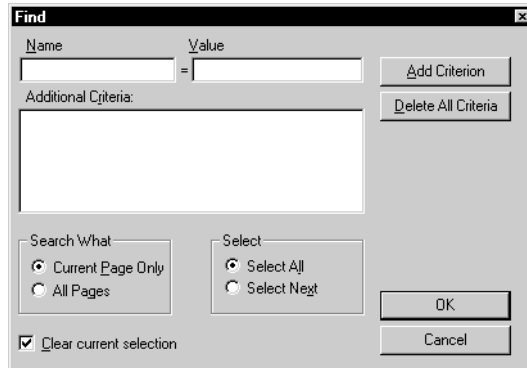 Find
Name Value
= Add Criterion
Additional Criteria: Delete All Criteria
Search What Select
Current Page Only Select All
All Pages Select Next
OK
Clear current selection Cancel